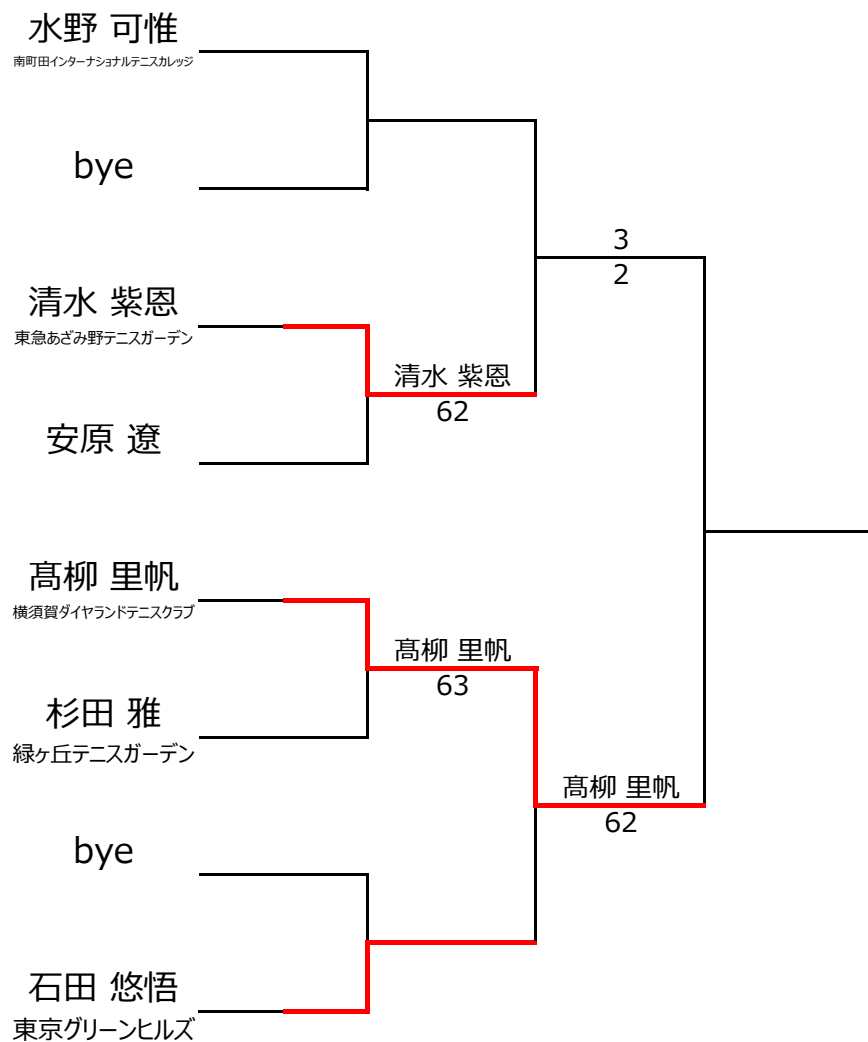 水野 可惟
南町田インターナショナルテニスカレッジ
bye
3
2
清水 紫恩
東急あざみ野テニスガーデン
清水 紫恩
62
安原 遼
髙柳 里帆
横須賀ダイヤランドテニスクラブ
髙柳 里帆
63
杉田 雅
緑ヶ丘テニスガーデン
髙柳 里帆
62
bye
石田 悠悟
東京グリーンヒルズ